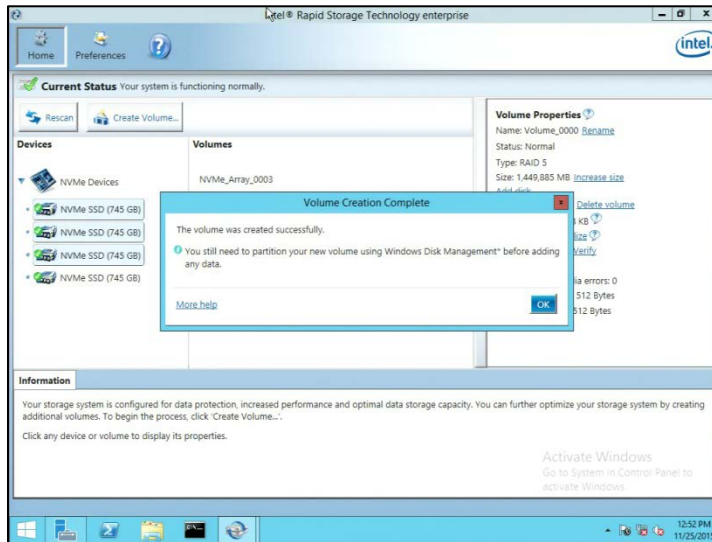 Intel® Rapid Storage Technology enterprise
Home
Preferences
intel
Current Status Your system is functioning normally.
Rescan
Create Volume...
Devices
Volumes
NVMe Devices
NVMe SSD (745 GB)
NVMe SSD (745 GB)
NVMe SSD (745 GB)
NVMe SSD (745 GB)
NVMe_Array_0003
Volume Properties
Name: Volume_0000 Rename
Status: Normal
Type: RAID 5
Size: 1,449,885 MB Increase size
Add disk
Delete volume
KB
Verify
errors: 0
512 Bytes
512 Bytes
Volume Creation Complete
The volume was created successfully.
You still need to partition your new volume using Windows Disk Management* before adding
any data.
More help
OK
Information
Your storage system is configured for data protection, increased performance and optimal data storage capacity. You can further optimize your storage system by creating
additional volumes. To begin the process, click 'Create Volume...'.
Click any device or volume to display its properties.
Activate Windows
Go to System in Control Panel to
activate Windows.
12:52 PM